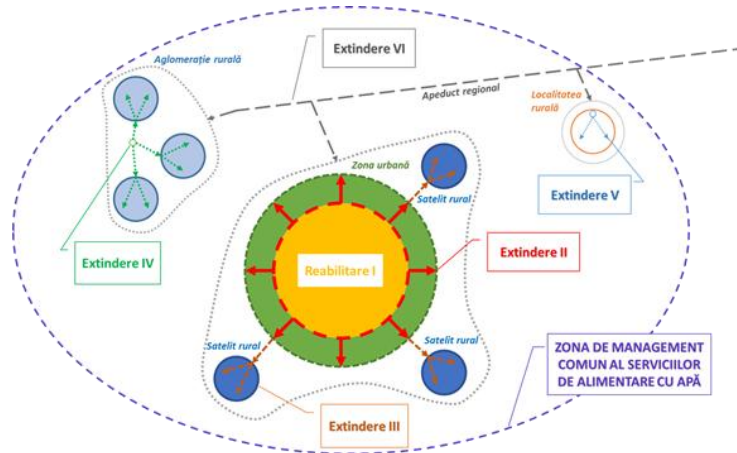 Extindere VI
Aglomerație rurală
Apeduct regional
Localitatea
rurală
Zona urbană
Satelit rural
Extindere V
Extindere IV
Reabilitare I
Extindere II
Satelit rural
Satelit rural
ZONA DE MANAGEMENT
COMUN AL SERVICIILOR
DE ALIMENTARE CU APĂ
Extindere III